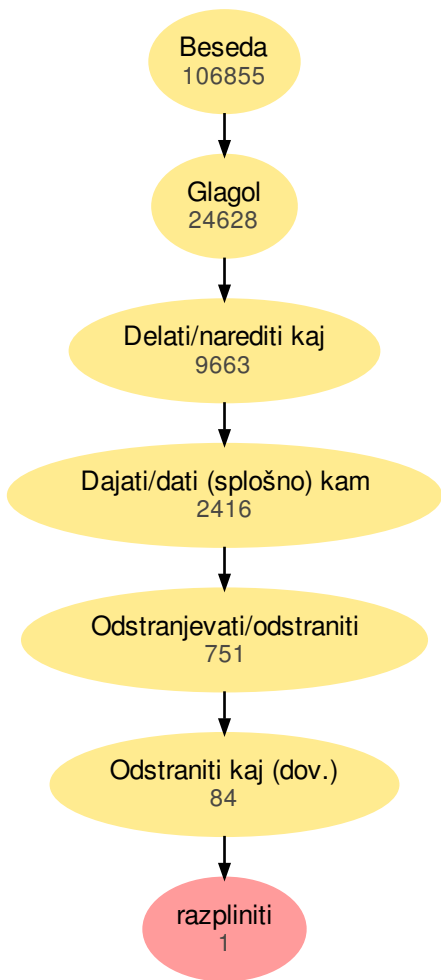 Beseda
106855
Glagol
24628
Delati/narediti kaj
9663
Dajati/dati (splošno) kam
2416
Odstranjevati/odstraniti
751
Odstraniti kaj (dov.)
84
razpliniti
1